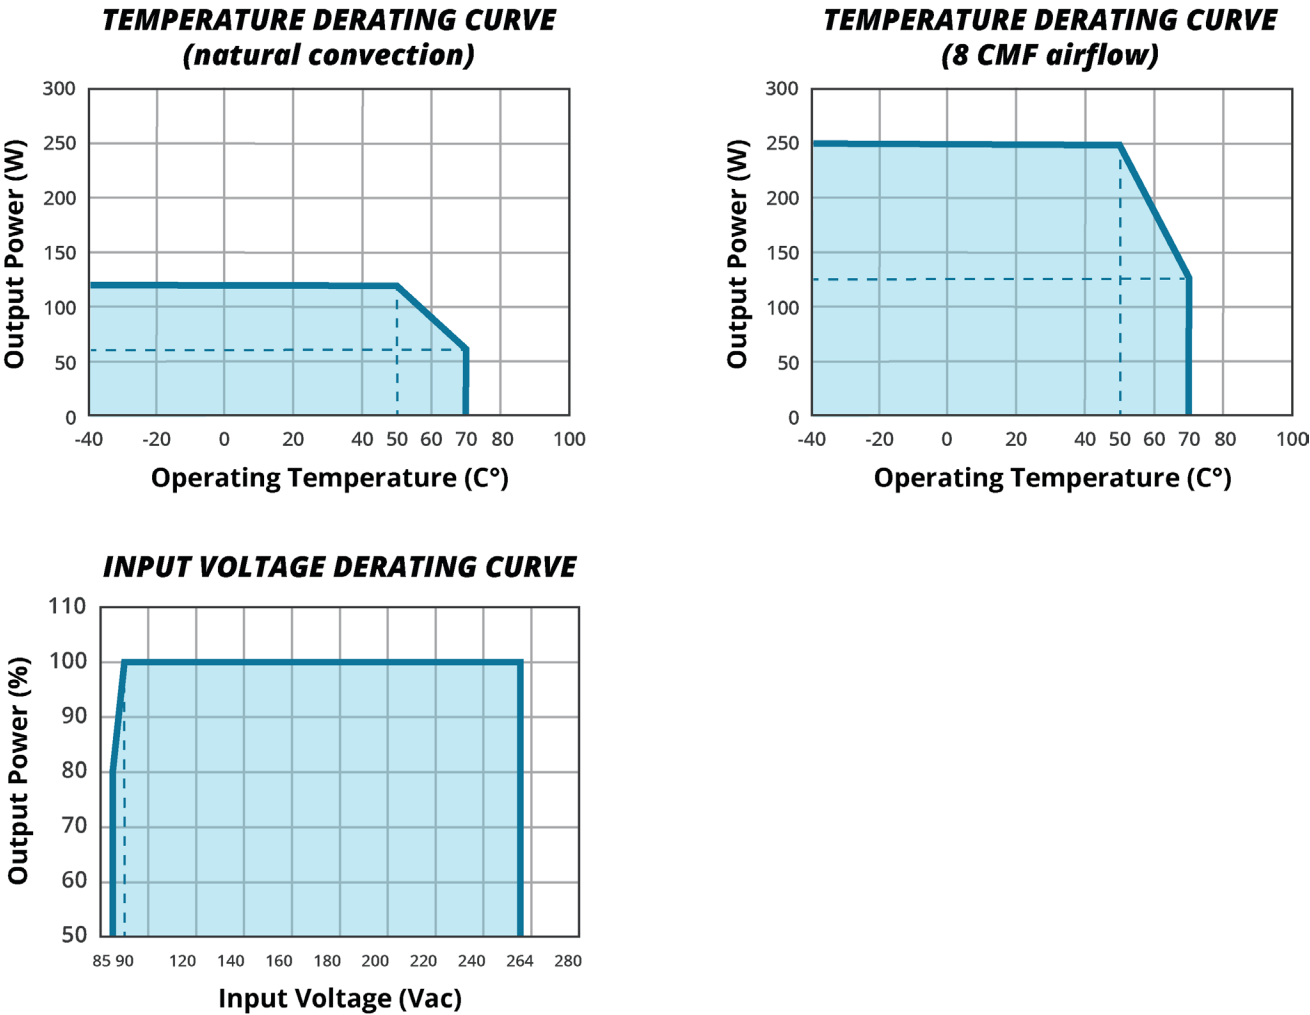 TEMPERATURE DERATING CURVE
(natural convection)
300
250
200
150
100
50
0
-40 -20 0 20 40 50 60 70 80 100
Output Power (W)
Operating Temperature (C°)
TEMPERATURE DERATING CURVE
(8 CMF airflow)
300
250
200
150
100
50
0
-40 -20 0 20 40 50 60 70 80 100
Output Power (W)
Operating Temperature (C°)
INPUT VOLTAGE DERATING CURVE
110
100
90
80
70
60
50
85 90 120 140 160 180 200 220 240 264 280
Output Power (%)
Input Voltage (Vac)